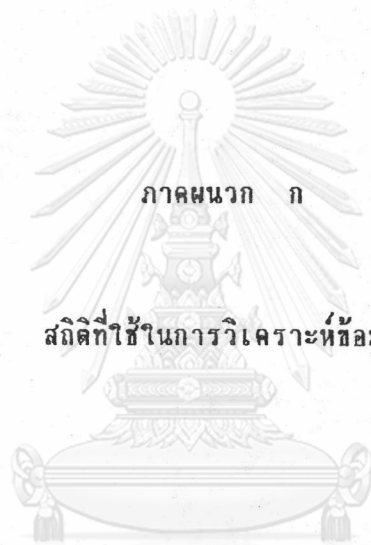 ภาคผนวก ก
สถิติที่ใช้ในการวิเคราะห์ข้อ